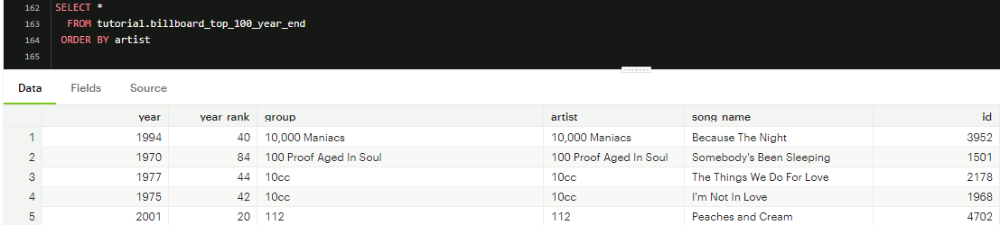 162 SELECT *
163 FROM tutorial.billboard_top_100_year_end
164 ORDER BY artist
165
Data Fields Source
year year_rank group artist song_name id
1 1994 40 10,000 Maniacs 10,000 Maniacs Because The Night 3952
2 1970 84 100 Proof Aged In Soul 100 Proof Aged In Soul Somebody's Been Sleeping 1501
3 1977 44 10cc 10cc The Things We Do For Love 2178
4 1975 42 10cc 10cc I'm Not In Love 1968
5 2001 20 112 112 Peaches and Cream 4702